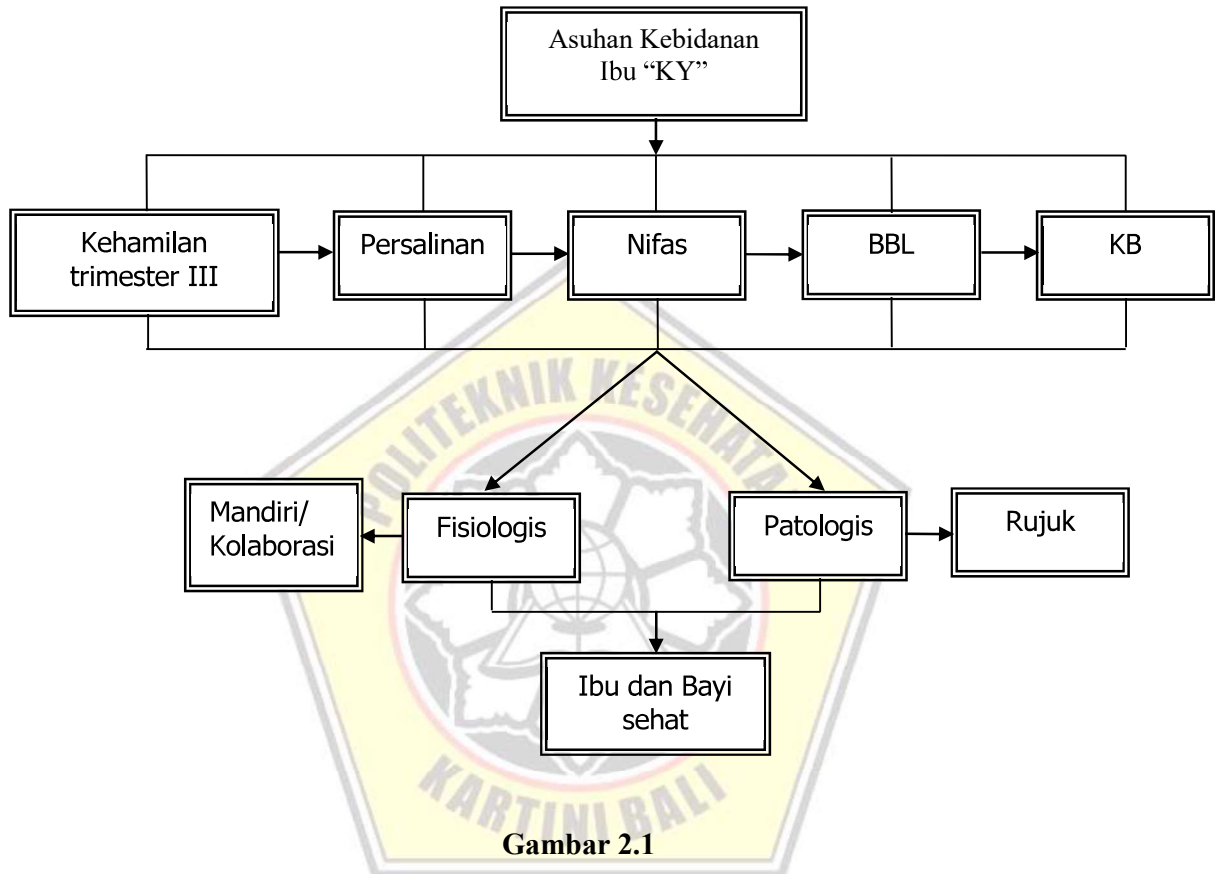 Asuhan Kebidanan
Ibu “KY”
Kehamilan
trimester III
Persalinan
Nifas
BBL
KB
POLITEKNIK KESEHATA
Mandiri/
Kolaborasi
Fisiologis
Patologis
Rujuk
Ibu dan Bayi
sehat
KARTINI BALI
Gambar 2.1